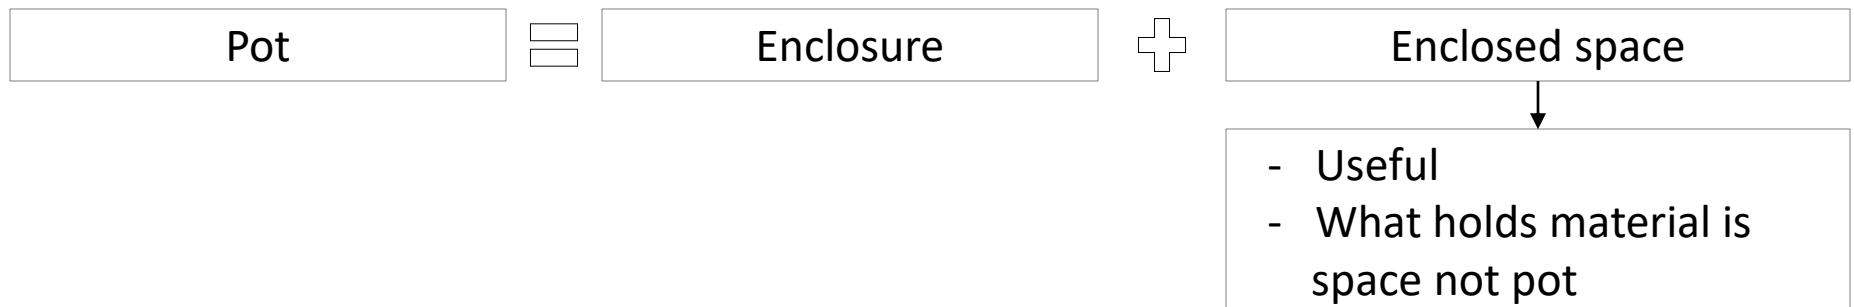 Pot
Enclosure
Enclosed space
- Useful
- What holds material is
space not pot